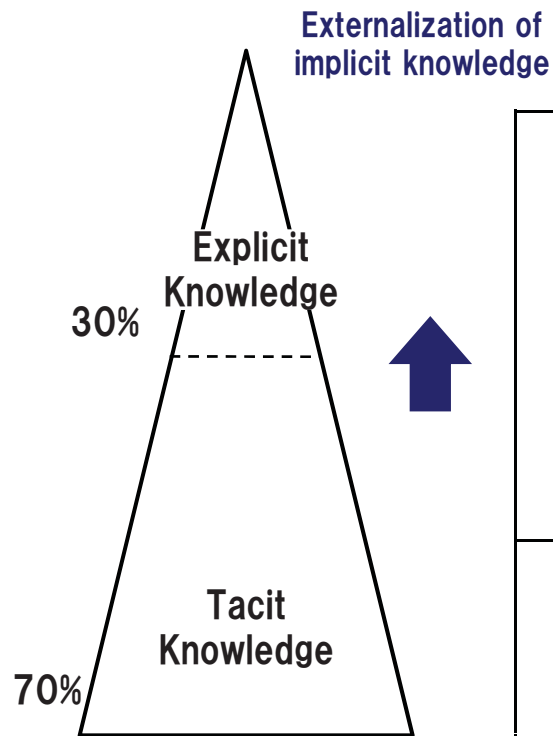 Externalization of
implicit knowledge
Explicit
Knowledge
30%
Tacit
Knowledge
70%